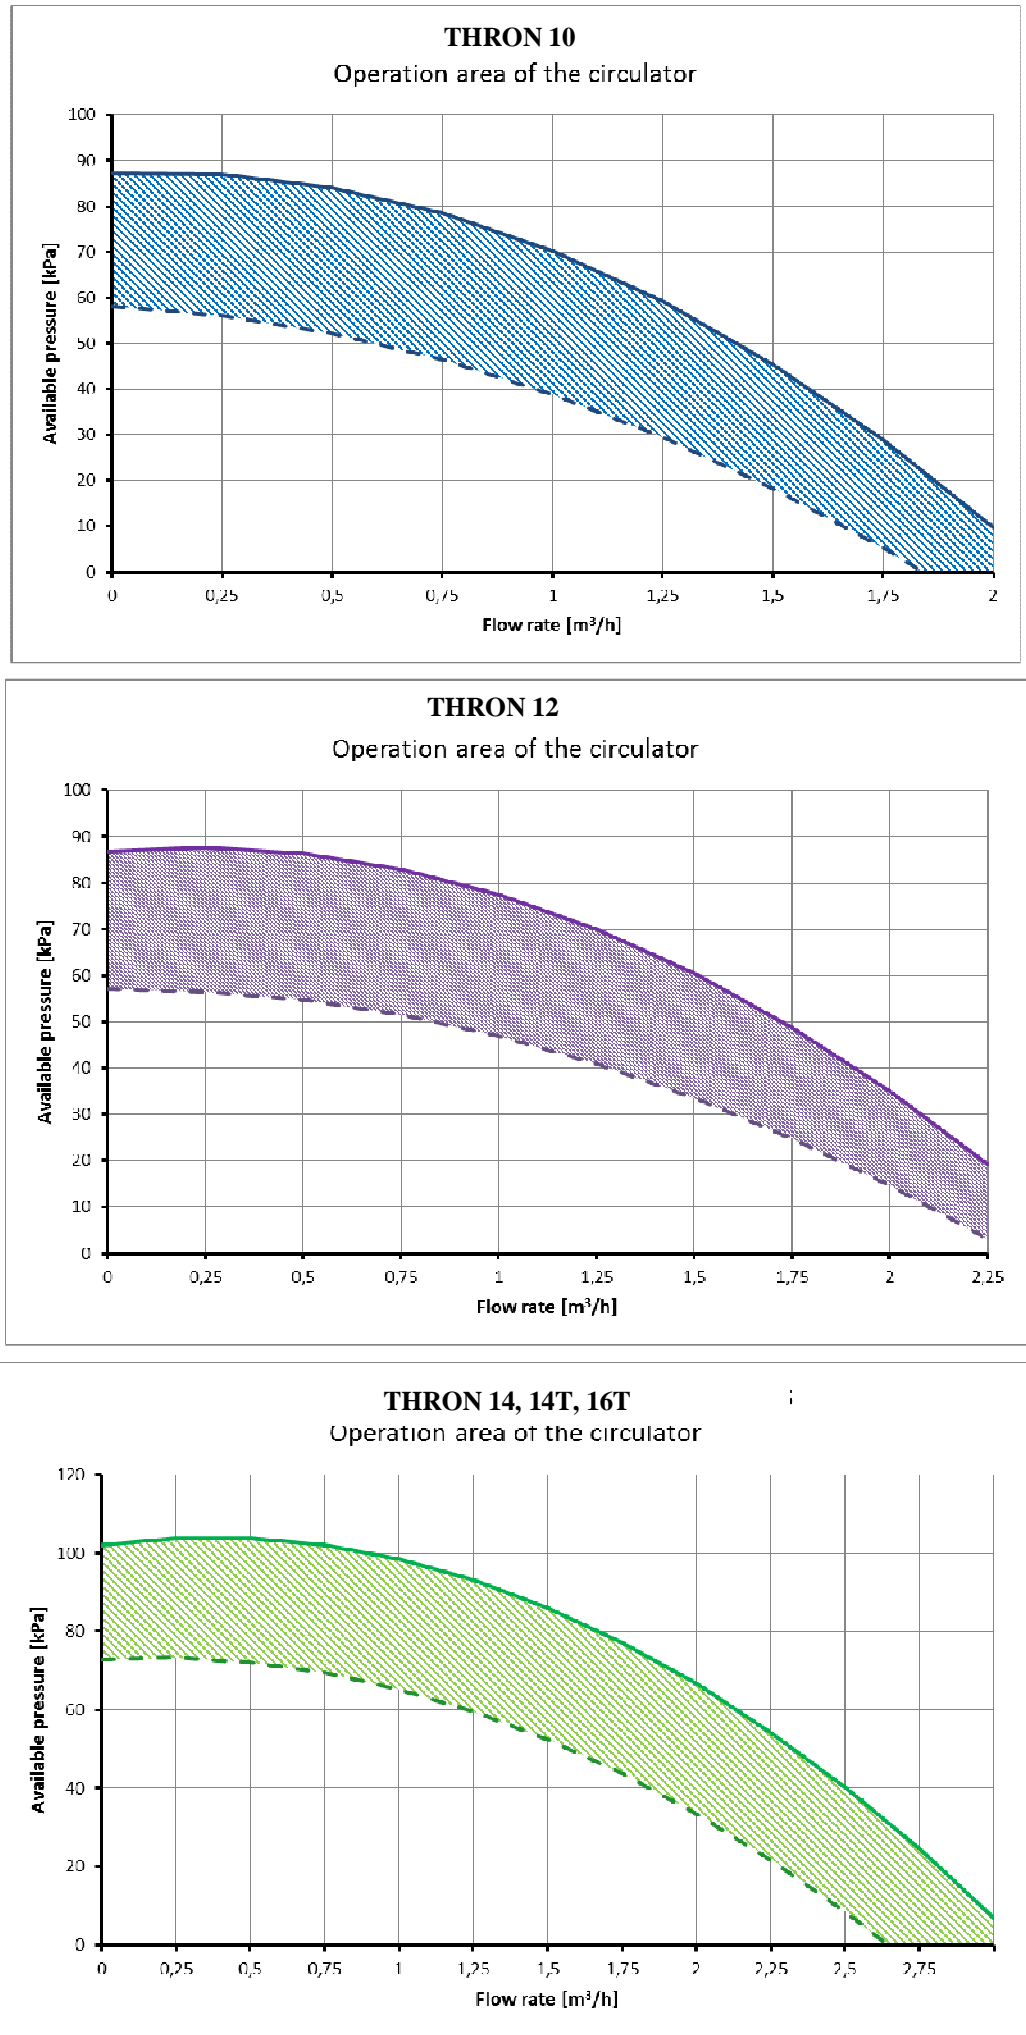 THRON 10
Operation area of the circulator
100
90
80
70
60
50
40
30
20
10
0
Available pressure [kPa]
0 0,25 0,5 0,75 1 1,25 1,5 1,75 2
Flow rate [m³/h]
THRON 12
Operation area of the circulator
100
90
80
70
60
50
40
30
20
10
0
Available pressure [kPa]
0 0,25 0,5 0,75 1 1,25 1,5 1,75 2 2,25
Flow rate [m³/h]
THRON 14, 14T, 16T
Operation area of the circulator
120
100
80
60
40
20
0
Available pressure [kPa]
0 0,25 0,5 0,75 1 1,25 1,5 1,75 2 2,25 2,5 2,75
Flow rate [m³/h]